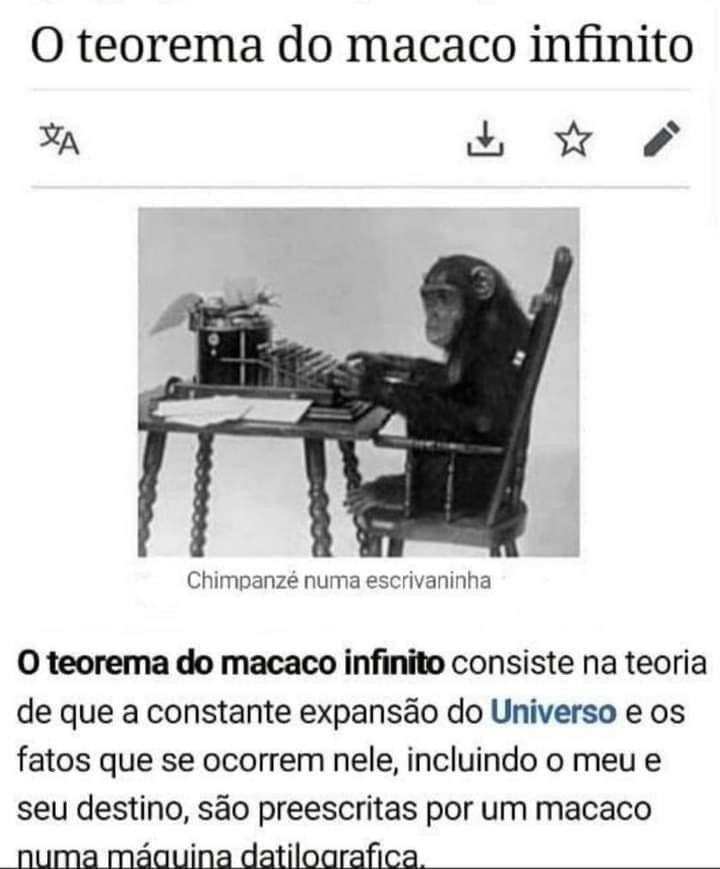 O teorema do macaco infinito
文A
Chimpanzé numa escrivaninha
O teorema do macaco infinito consiste na teoria
de que a constante expansão do Universo e os
fatos que se ocorrem nele, incluindo o meu e
seu destino, são preescritas por um macaco
numa máquina datilografica.